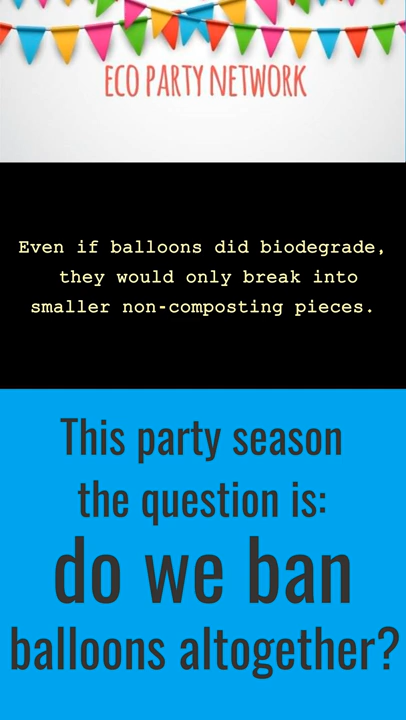 ECO PARTY NETWORK
Even if balloons did biodegrade,
they would only break into
smaller non-composting pieces.
This party season
the question is:
do we ban
balloons altogether?